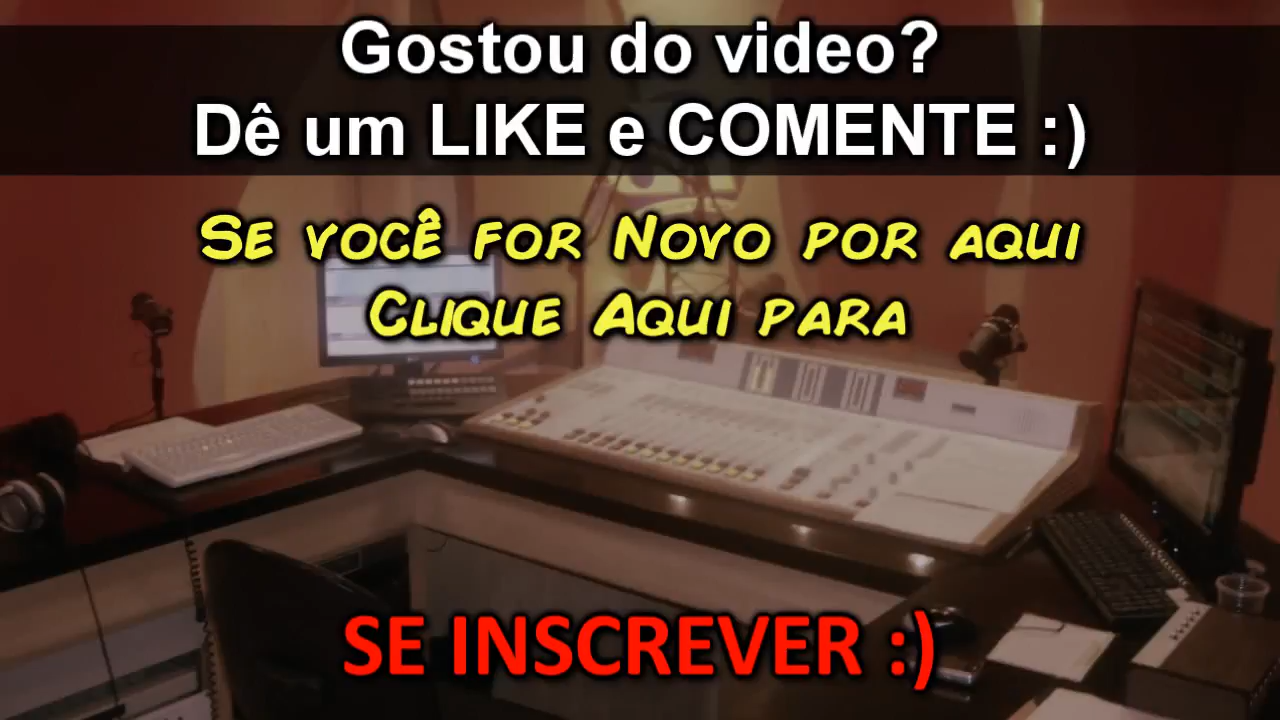 Gostou do video?
Dê um LIKE e COMENTE :)
Se você for Novo por aqui
Clique Aqui para
SE INSCREVER :)